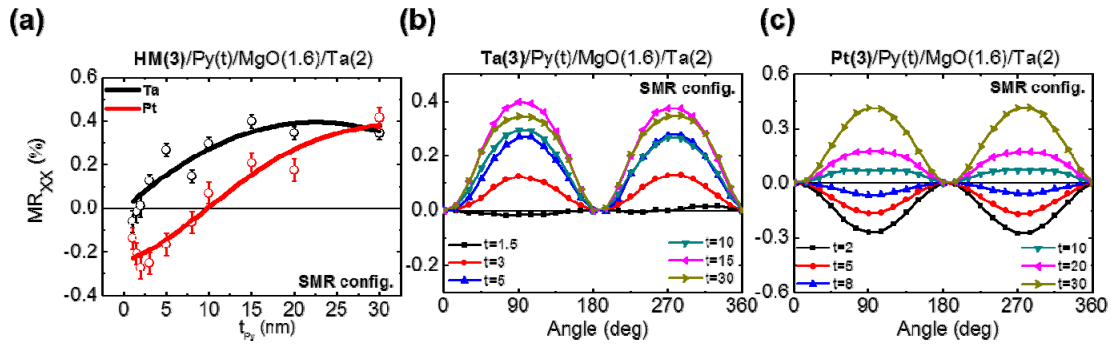 (a)
HM(3)/Py(t)/MgO(1.6)/Ta(2)
0.6
0.4
0.2
0.0
-0.2
-0.4
MR_XX (%)
Ta
Pt
SMR config.
0 10 20 30
t_Py (nm)
(b)
Ta(3)/Py(t)/MgO(1.6)/Ta(2)
SMR config.
0.4
0.2
0.0
-0.2
t=1.5
t=3
t=5
t=10
t=15
t=30
0 90 180 270 360
Angle (deg)
(c)
Pt(3)/Py(t)/MgO(1.6)/Ta(2)
SMR config.
0.6
0.3
0.0
-0.3
-0.6
t=2
t=5
t=8
t=10
t=20
t=30
0 90 180 270 360
Angle (deg)